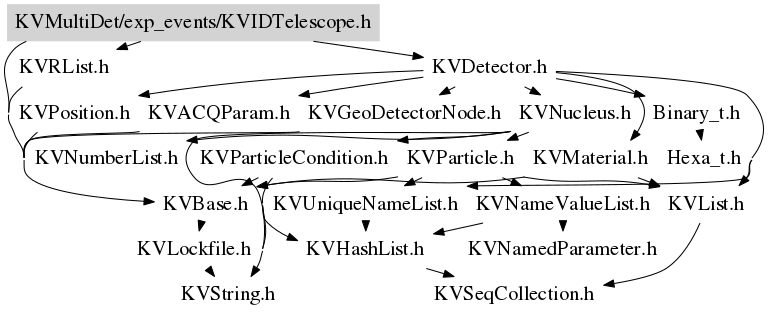 KVMultiDet/exp_events/KVIDTelescope.h
KVRList.h
KVDetector.h
KVPosition.h
KVACQParam.h
KVGeoDetectorNode.h
KVNucleus.h
Binary_t.h
KVNumberList.h
KVParticleCondition.h
KVParticle.h
KVMaterial.h
Hexa_t.h
KVBase.h
KVUniqueNameList.h
KVNameValueList.h
KVList.h
KVLockfile.h
KVHashList.h
KVNamedParameter.h
KVString.h
KVSeqCollection.h